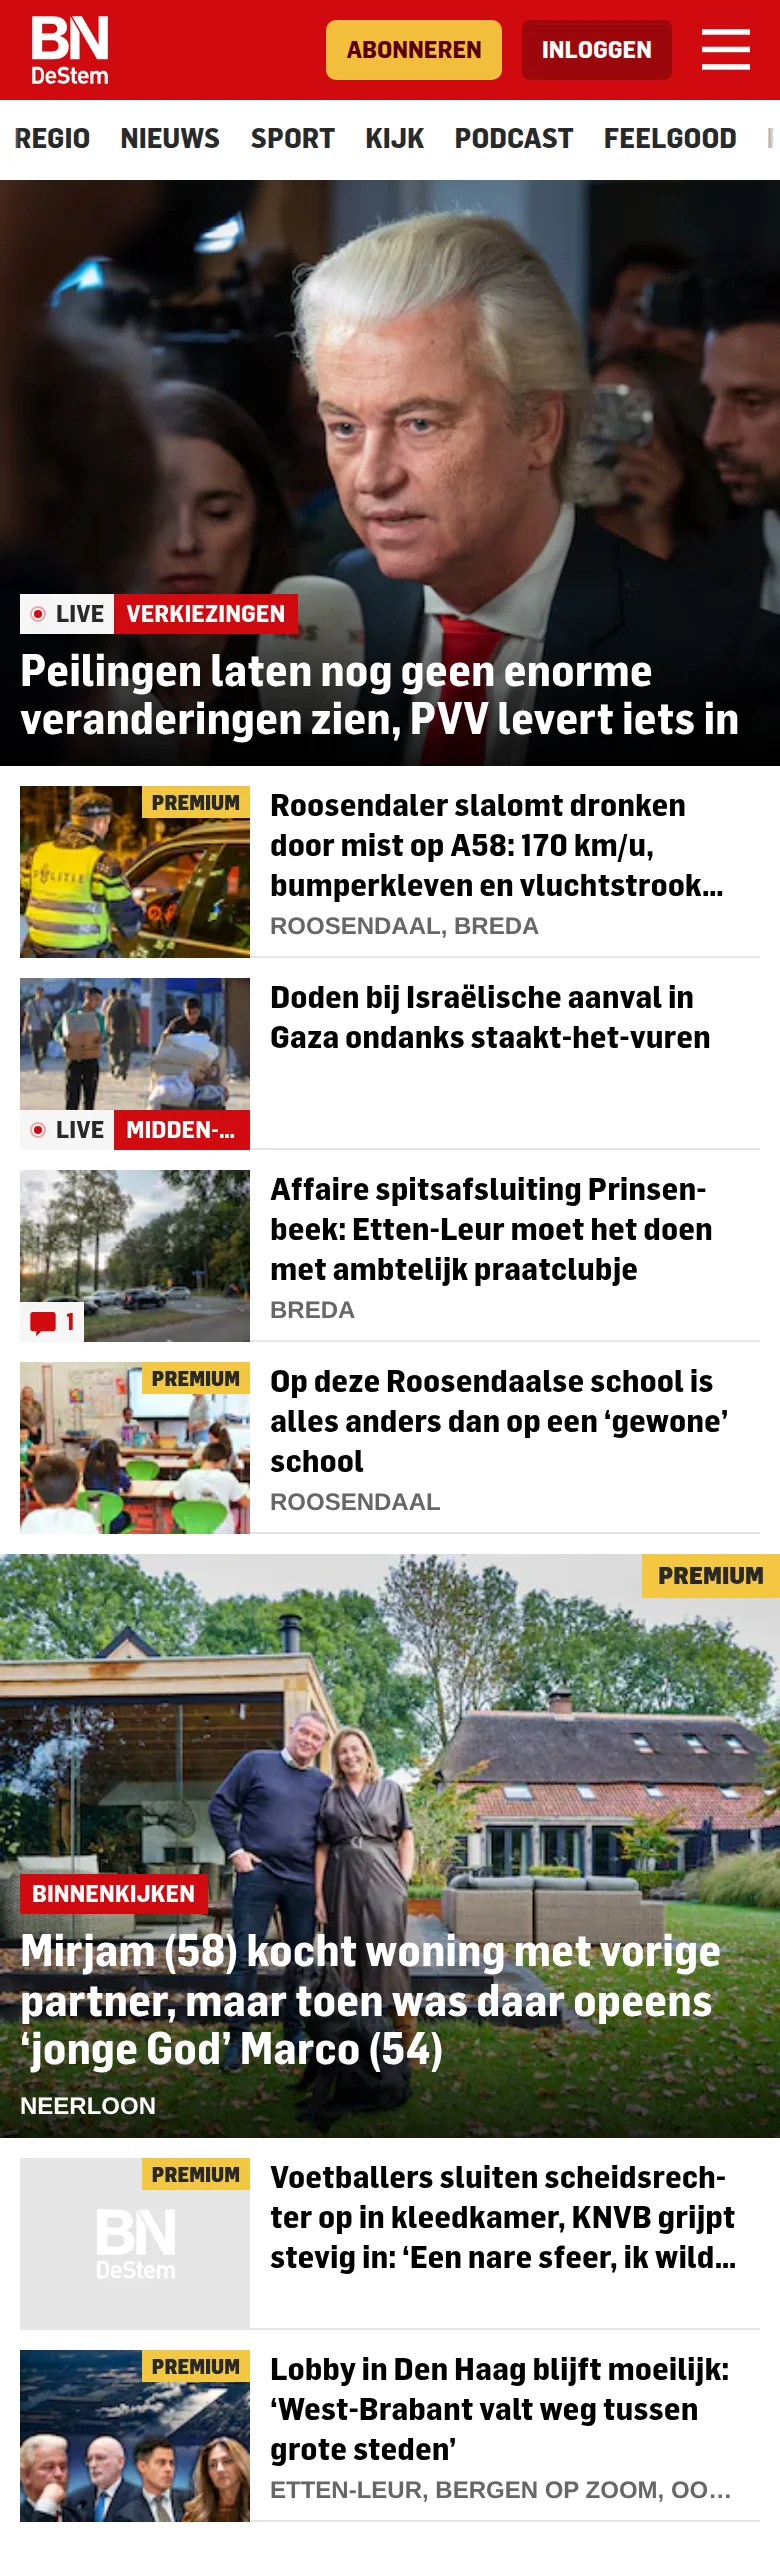 BN
DeStem
ABONNEREN
INLOGGEN
REGIO NIEUWS SPORT KIJK PODCAST FEELGOOD
LIVE VERKIEZINGEN
Peilingen laten nog geen enorme
veranderingen zien, PVV levert iets in
PREMIUM
Roosendaler slalomt dronken
door mist op A58: 170 km/u,
bumperkleven en vluchtstrook...
ROOSENDAAL, BREDA
Doden bij Israëlische aanval in
Gaza ondanks staakt-het-vuren
LIVE MIDDEN-...
Affaire spitsafsluiting Prinsen-
beek: Etten-Leur moet het doen
met ambtelijk praatclubje
BREDA
1
PREMIUM
Op deze Roosendaalse school is
alles anders dan op een ‘gewone’
school
ROOSENDAAL
PREMIUM
BINNENKIJKEN
Mirjam (58) kocht woning met vorige
partner, maar toen was daar opeens
‘jonge God’ Marco (54)
NEERLOON
PREMIUM
BN
DeStem
Voetballers sluiten scheidsrech-
ter op in kleedkamer, KNVB grijpt
stevig in: ‘Een nare sfeer, ik wild...
PREMIUM
Lobby in Den Haag blijft moeilijk:
‘West-Brabant valt weg tussen
grote steden’
ETTEN-LEUR, BERGEN OP ZOOM, OO...